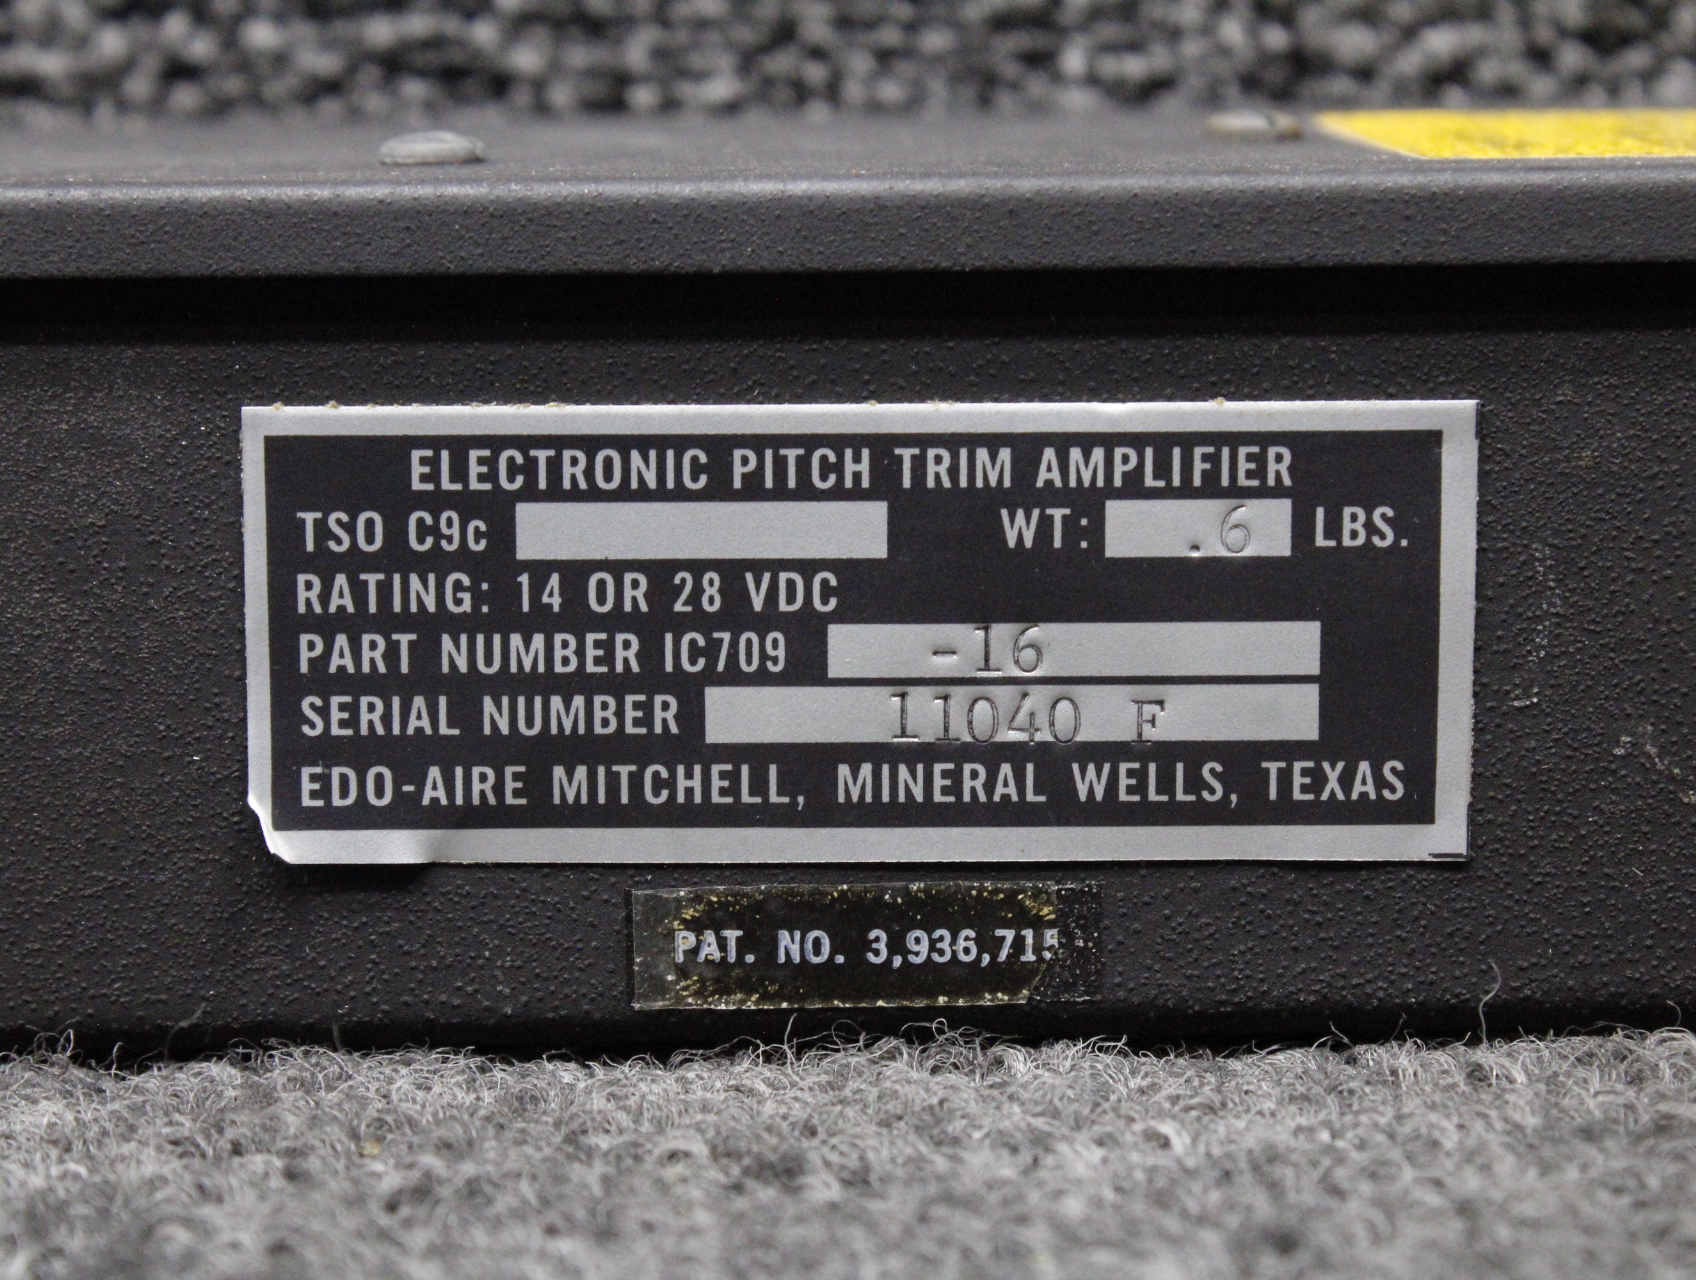 ELECTRONIC PITCH TRIM AMPLIFIER
TSO C9c WT: .6 LBS.
RATING: 14 OR 28 VDC
PART NUMBER IC709 -16
SERIAL NUMBER 11040 F
EDO-AIRE MITCHELL, MINERAL WELLS, TEXAS
PAT. NO. 3,936,715